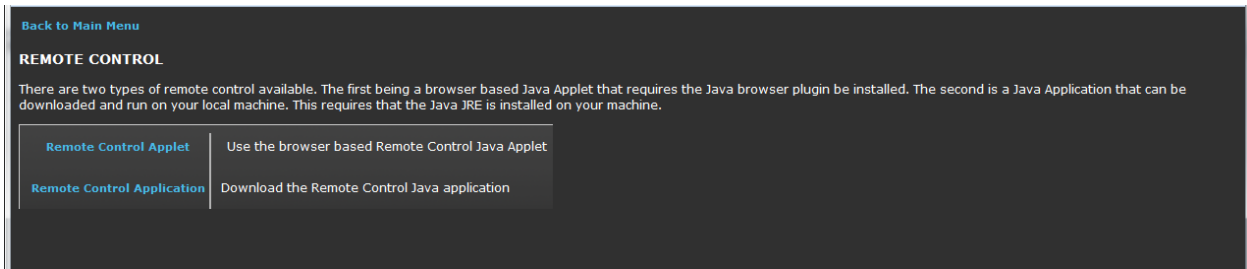 Back to Main Menu
REMOTE CONTROL
There are two types of remote control available. The first being a browser based Java Applet that requires the Java browser plugin be installed. The second is a Java Application that can be
downloaded and run on your local machine. This requires that the Java JRE is installed on your machine.
Remote Control Applet Use the browser based Remote Control Java Applet
Remote Control Application Download the Remote Control Java application